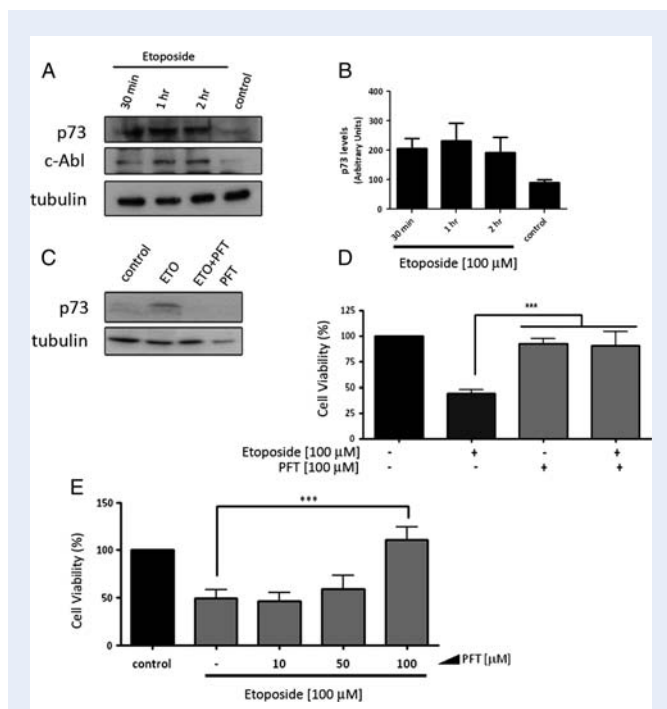 A
Etoposide
30 min 1 hr 2 hr control
p73
c-Abl
tubulin
B
p73 levels
(Arbitrary Units)
400
300
200
100
0
30 min 1 hr 2 hr control
Etoposide [100 µM]
C
control ETO ETO+PFT PFT
p73
tubulin
D
Cell Viability (%)
125
100
75
50
25
0
***
Etoposide [100 µM] - + - +
PFT [100 µM] - - + +
E
Cell Viability (%)
150
100
50
0
***
control - 10 50 100 PFT [µM]
Etoposide [100 µM]